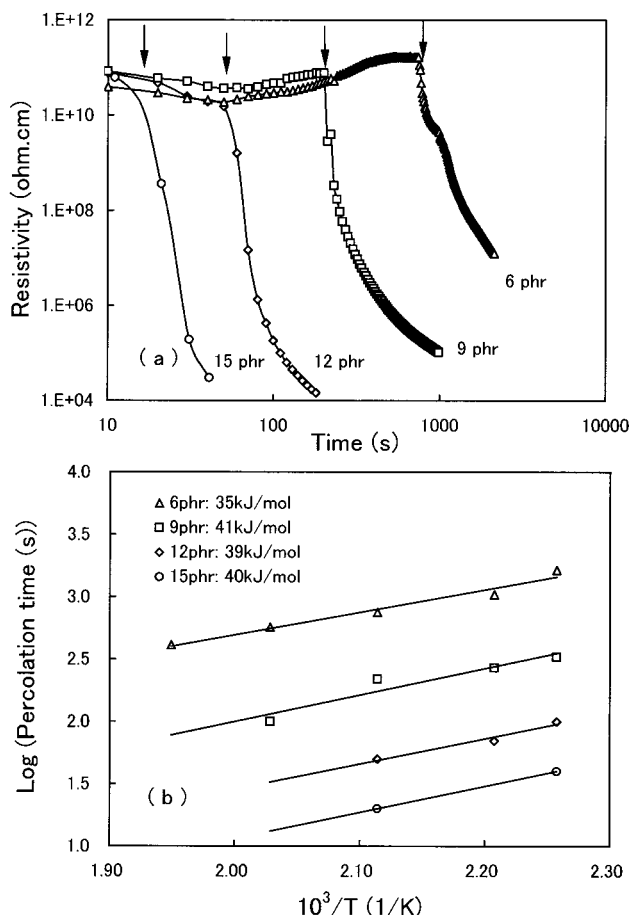 1.E+12
1.E+10
1.E+08
1.E+06
1.E+04
Resistivity (ohm.cm)
(a)
15 phr
12 phr
9 phr
6 phr
10
100
1000
10000
Time (s)
4.0
3.5
3.0
2.5
2.0
1.5
1.0
Log (Percolation time (s))
6phr: 35kJ/mol
9phr: 41kJ/mol
12phr: 39kJ/mol
15phr: 40kJ/mol
(b)
1.90
2.00
2.10
2.20
2.30
10³/T (1/K)